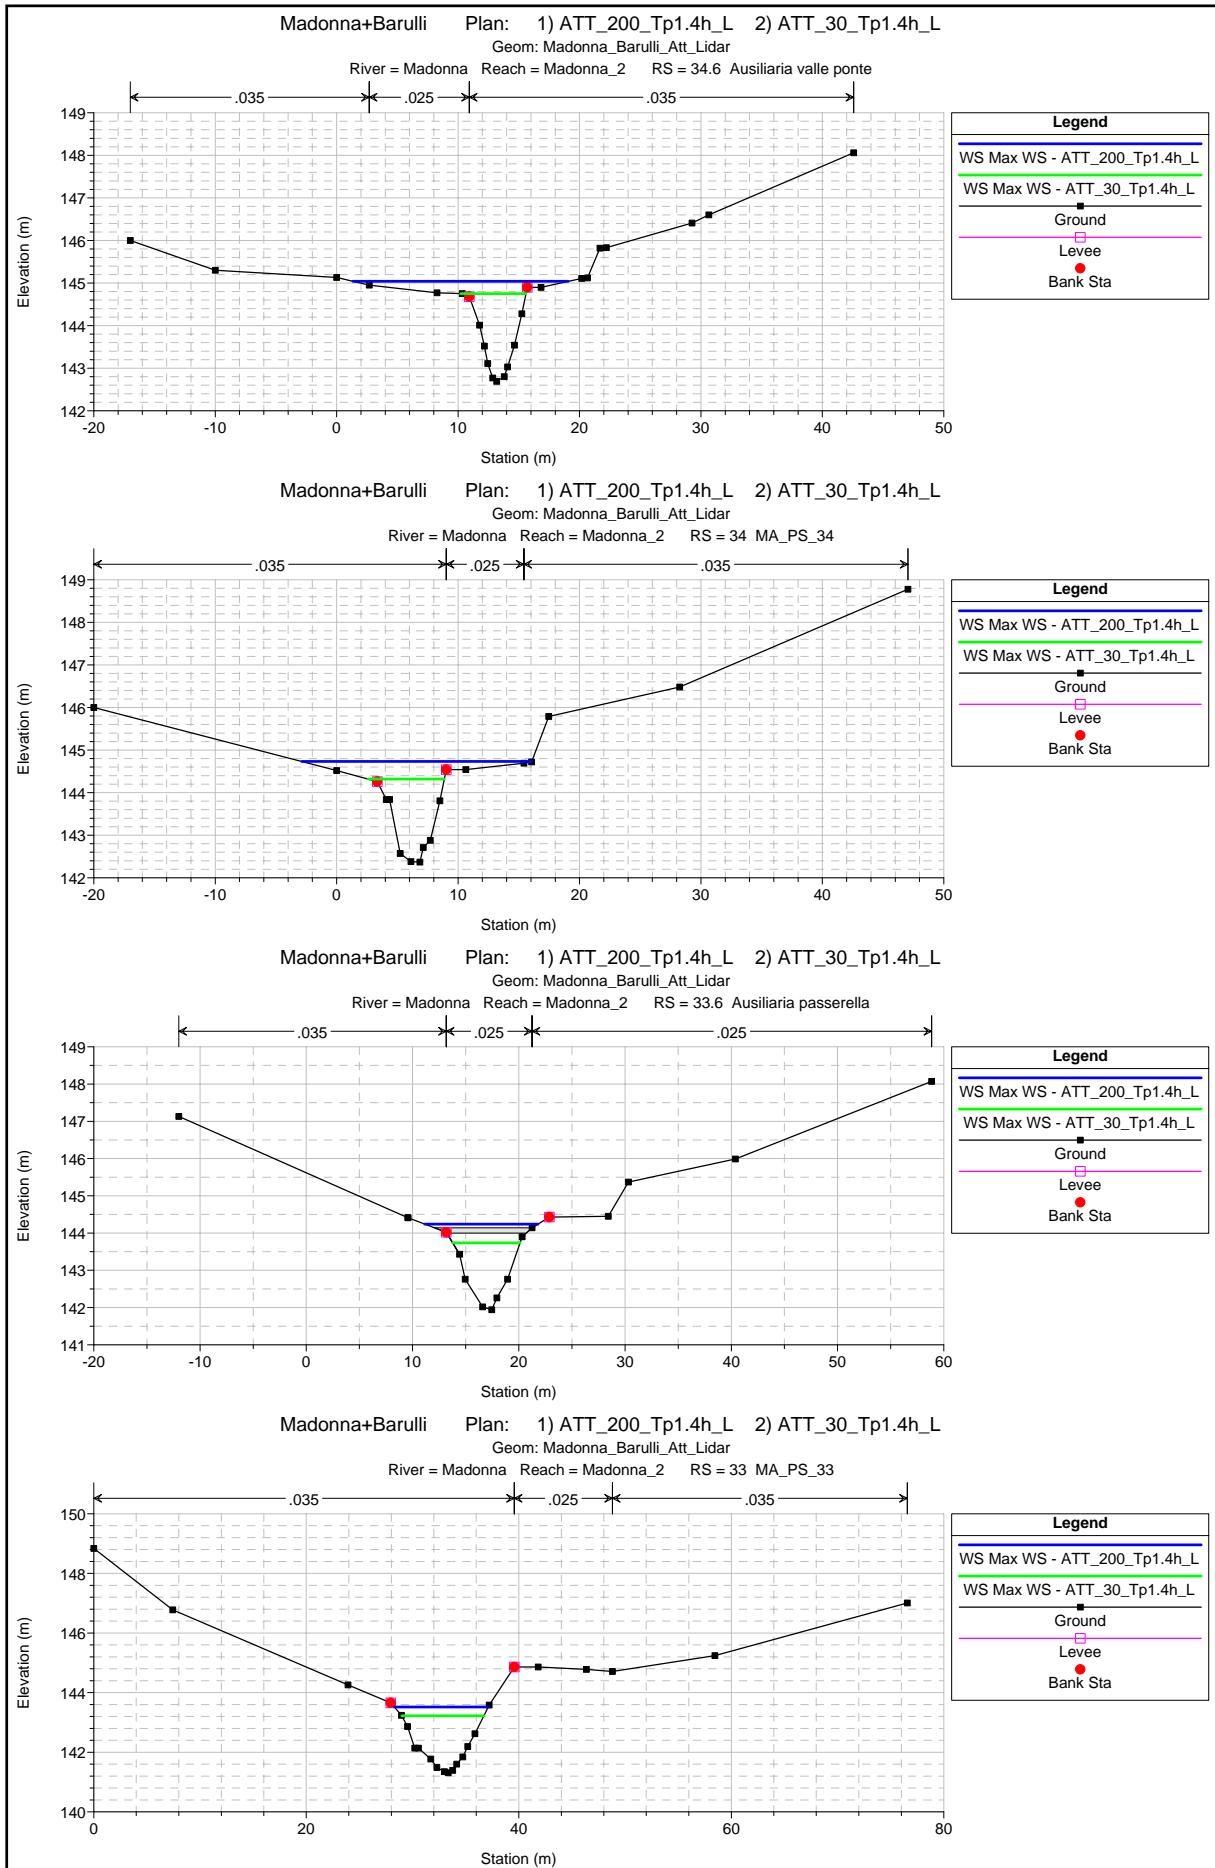 Madonna+Barulli Plan: 1) ATT_200_Tp1.4h_L 2) ATT_30_Tp1.4h_L
Geom: Madonna_Barulli_Att_Lidar
River = Madonna Reach = Madonna_2 RS = 34.6 Ausiliaria valle ponte
.035 .025 .035
149
148
147
146
145
144
143
142
Elevation (m)
-20 -10 0 10 20 30 40 50
Station (m)
Legend
WS Max WS - ATT_200_Tp1.4h_L
WS Max WS - ATT_30_Tp1.4h_L
Ground
Levee
Bank Sta
Madonna+Barulli Plan: 1) ATT_200_Tp1.4h_L 2) ATT_30_Tp1.4h_L
Geom: Madonna_Barulli_Att_Lidar
River = Madonna Reach = Madonna_2 RS = 34 MA_PS_34
.035 .025 .035
149
148
147
146
145
144
143
142
Elevation (m)
-20 -10 0 10 20 30 40 50
Station (m)
Legend
WS Max WS - ATT_200_Tp1.4h_L
WS Max WS - ATT_30_Tp1.4h_L
Ground
Levee
Bank Sta
Madonna+Barulli Plan: 1) ATT_200_Tp1.4h_L 2) ATT_30_Tp1.4h_L
Geom: Madonna_Barulli_Att_Lidar
River = Madonna Reach = Madonna_2 RS = 33.6 Ausiliaria passerella
.035 .025 .025
149
148
147
146
145
144
143
142
141
Elevation (m)
-20 -10 0 10 20 30 40 50 60
Station (m)
Legend
WS Max WS - ATT_200_Tp1.4h_L
WS Max WS - ATT_30_Tp1.4h_L
Ground
Levee
Bank Sta
Madonna+Barulli Plan: 1) ATT_200_Tp1.4h_L 2) ATT_30_Tp1.4h_L
Geom: Madonna_Barulli_Att_Lidar
River = Madonna Reach = Madonna_2 RS = 33 MA_PS_33
.035 .025 .035
150
148
146
144
142
140
Elevation (m)
0 20 40 60 80
Station (m)
Legend
WS Max WS - ATT_200_Tp1.4h_L
WS Max WS - ATT_30_Tp1.4h_L
Ground
Levee
Bank Sta